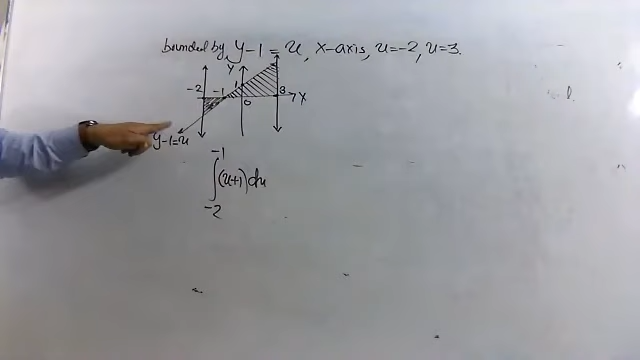 bounded by y-1 = x, X-axis, x=-2, x=3.
Y
-2 -1 1 0 3 X
y-1=x
-1
∫(x+1)dx
-2